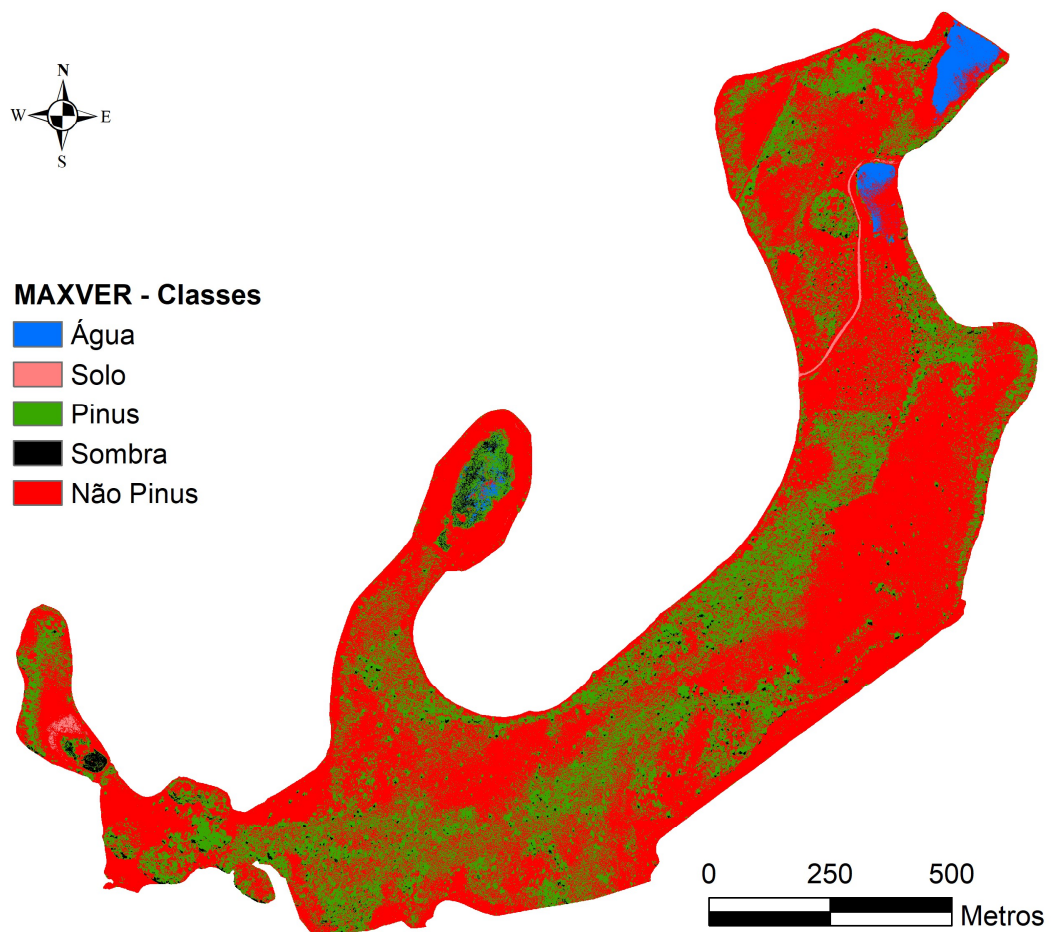 N
W E
S
MAXVER - Classes
Água
Solo
Pinus
Sombra
Não Pinus
0 250 500
Metros